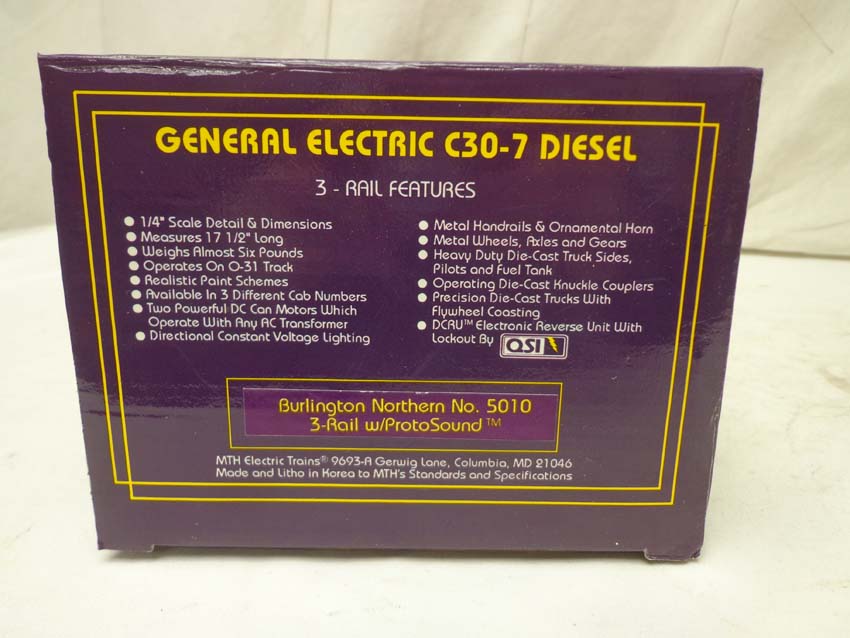 GENERAL ELECTRIC C30-7 DIESEL
3 - RAIL FEATURES
● 1/4" Scale Detail & Dimensions
● Measures 17 1/2" Long
● Weighs Almost Six Pounds
● Operates On O-31 Track
● Realistic Paint Schemes
● Available In 3 Different Cab Numbers
● Two Powerful DC Can Motors Which
Operate With Any AC Transformer
● Directional Constant Voltage Lighting
● Metal Handrails & Ornamental Horn
● Metal Wheels, Axles and Gears
● Heavy Duty Die-Cast Truck Sides,
Pilots and Fuel Tank
● Operating Die-Cast Knuckle Couplers
● Precision Die-Cast Trucks With
Flywheel Coasting
● DCRU™ Electronic Reverse Unit With
Lockout By QSI
Burlington Northern No. 5010
3-Rail w/ProtoSound™
MTH Electric Trains® 9693-A Gerwig Lane, Columbia, MD 21046
Made and Litho in Korea to MTH's Standards and Specifications